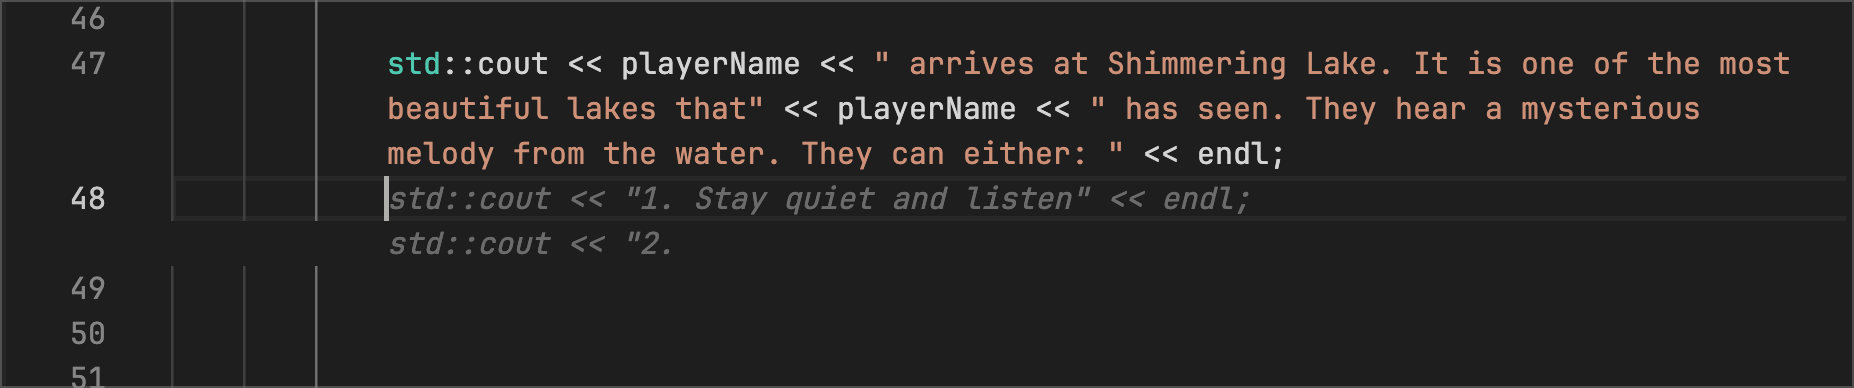 46
47 std::cout << playerName << " arrives at Shimmering Lake. It is one of the most
beautiful lakes that" << playerName << " has seen. They hear a mysterious
melody from the water. They can either: " << endl;
48 std::cout << "1. Stay quiet and listen" << endl;
std::cout << "2.
49
50
51